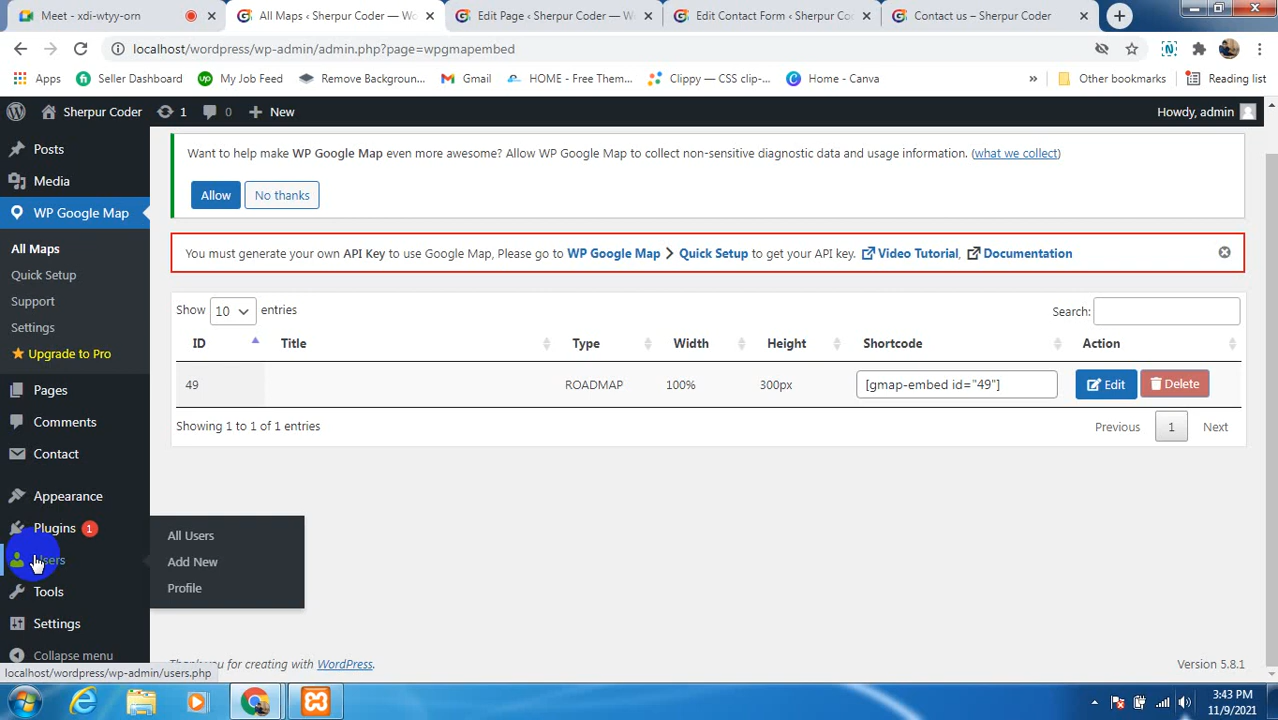 Meet - xdi-wtyy-orn
All Maps ‹ Sherpur Coder — Wo
Edit Page ‹ Sherpur Coder — W
Edit Contact Form ‹ Sherpur Coc
Contact us – Sherpur Coder
localhost/wordpress/wp-admin/admin.php?page=wpgmapembed
Apps
Seller Dashboard
My Job Feed
Remove Backgroun...
Gmail
HOME - Free Them...
Clippy — CSS clip-...
Home - Canva
»
Other bookmarks
Reading list
Sherpur Coder
1
0
New
Howdy, admin
Posts
Media
WP Google Map
All Maps
Quick Setup
Support
Settings
Upgrade to Pro
Pages
Comments
Contact
Appearance
Plugins 1
Users
Tools
Settings
Collapse menu
All Users
Add New
Profile
Want to help make WP Google Map even more awesome? Allow WP Google Map to collect non-sensitive diagnostic data and usage information. (what we collect)
Allow
No thanks
You must generate your own API Key to use Google Map, Please go to WP Google Map > Quick Setup to get your API key. Video Tutorial, Documentation
Show 10 entries
Search:
ID Title Type Width Height Shortcode Action
49 ROADMAP 100% 300px [gmap-embed id="49"] Edit Delete
Showing 1 to 1 of 1 entries
Previous 1 Next
Thank you for creating with WordPress.
Version 5.8.1
localhost/wordpress/wp-admin/users.php
3:43 PM
11/9/2021